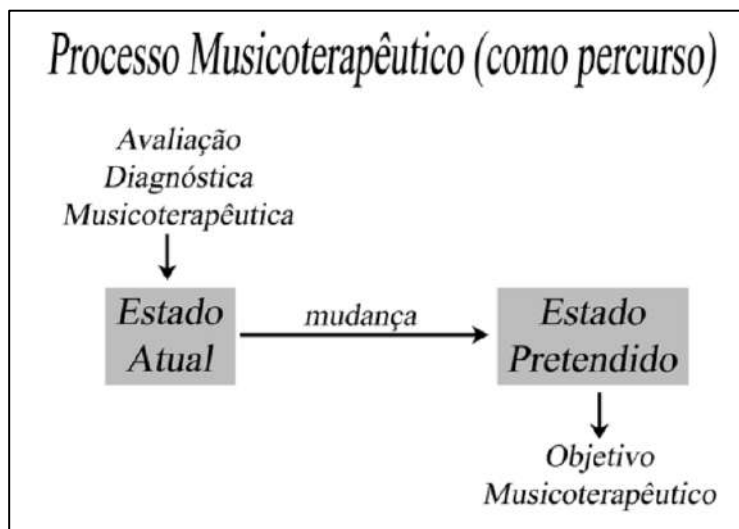 Processo Musicoterapêutico (como percurso)
Avaliação
Diagnóstica
Musicoterapêutica
Estado
Atual
mudança
Estado
Pretendido
Objetivo
Musicoterapêutico